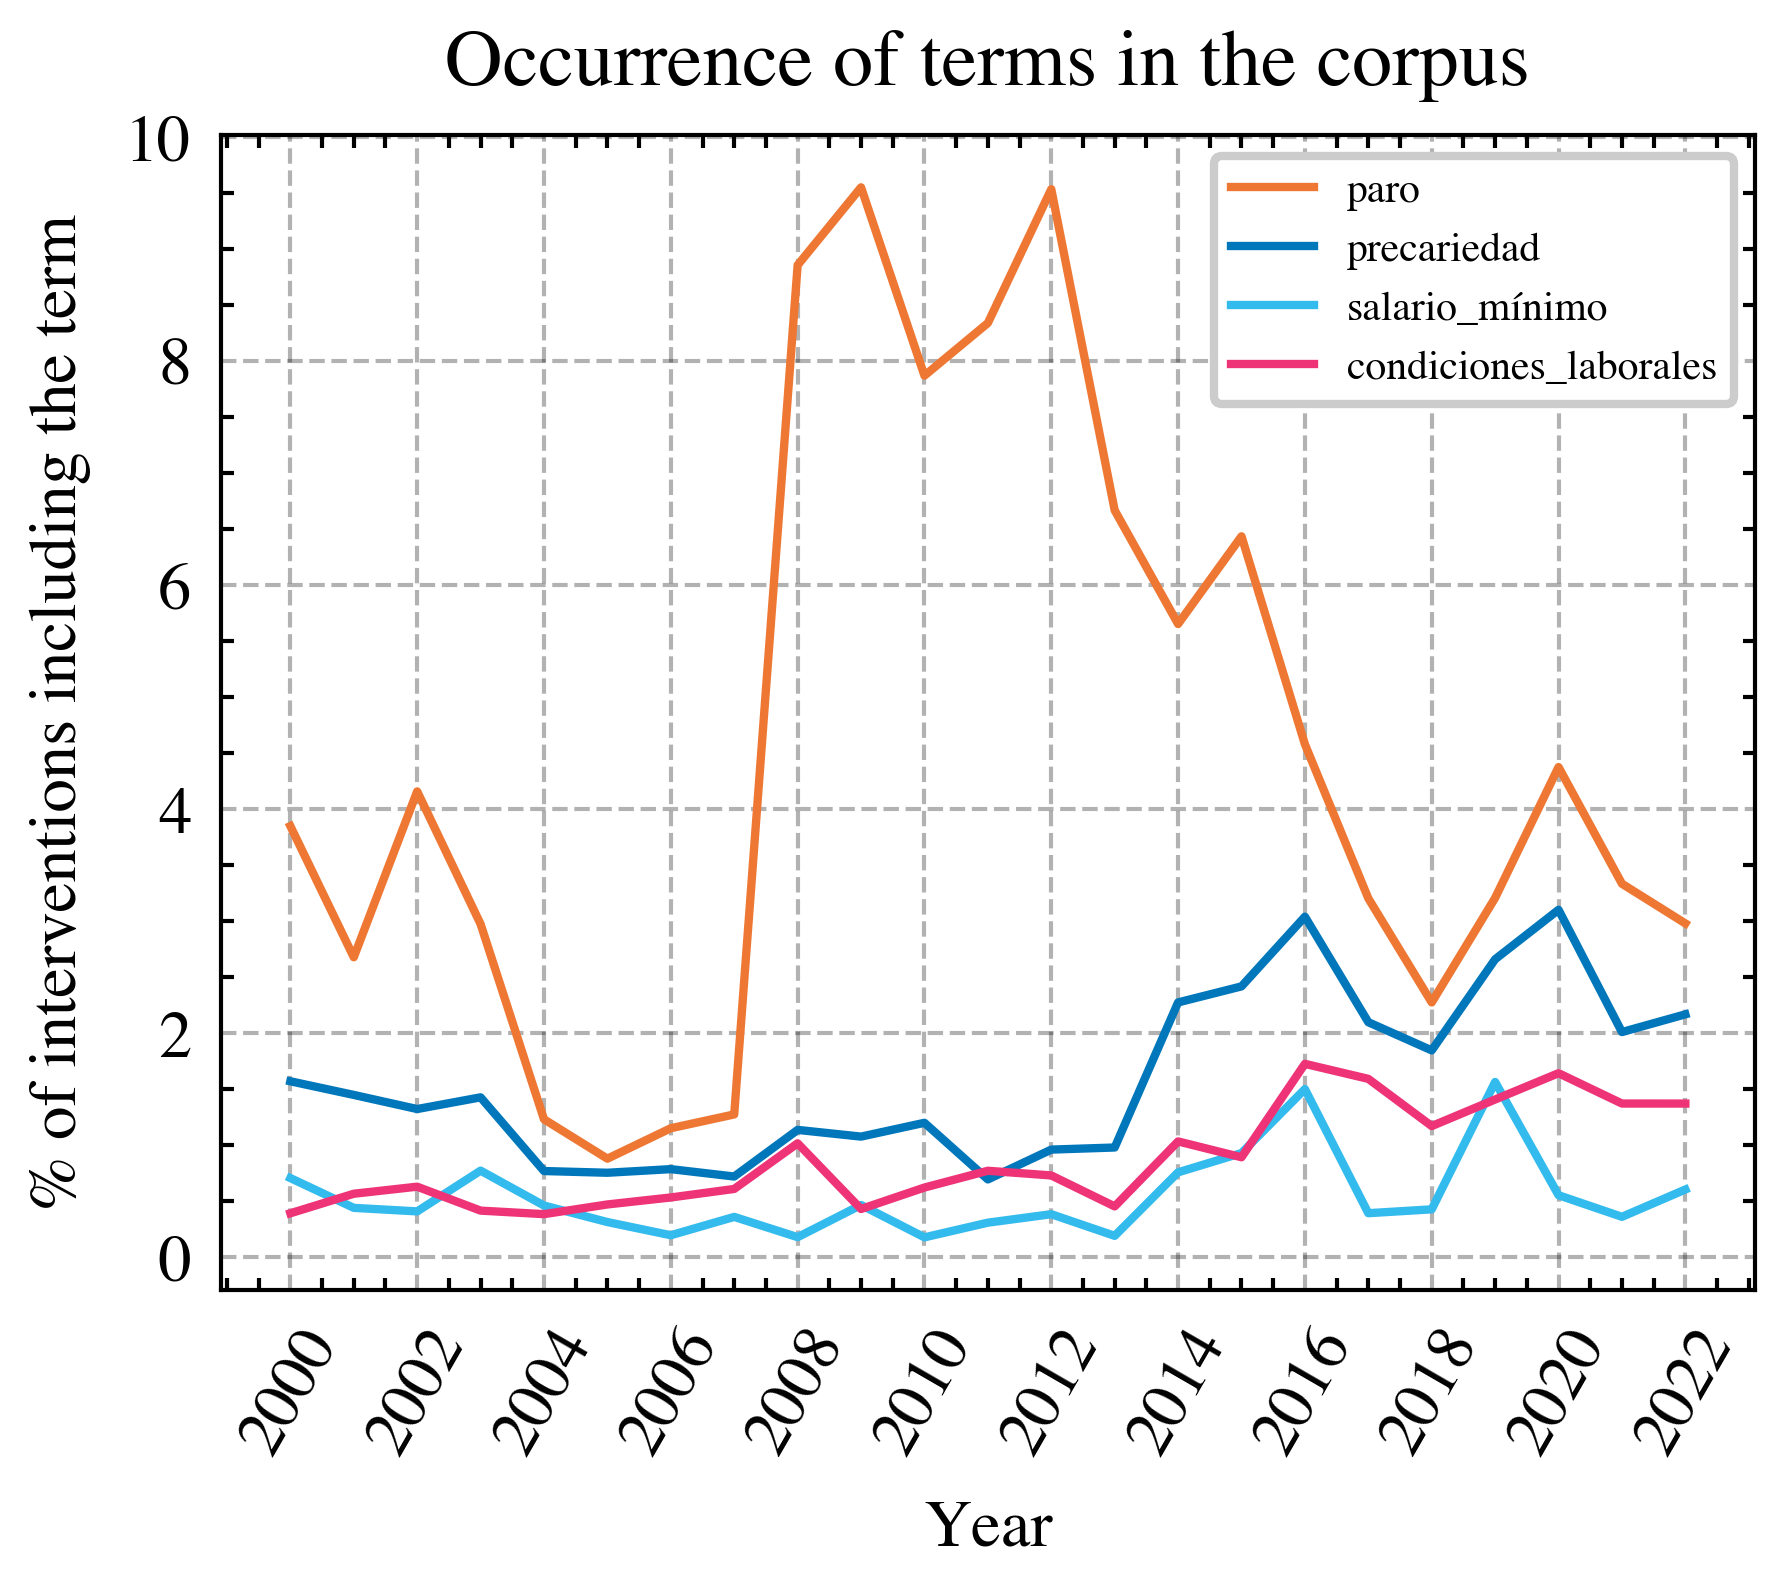 Occurrence of terms in the corpus
% of interventions including the term
10
8
6
4
2
0
paro
precariedad
salario_mínimo
condiciones_laborales
2000
2002
2004
2006
2008
2010
2012
2014
2016
2018
2020
2022
Year